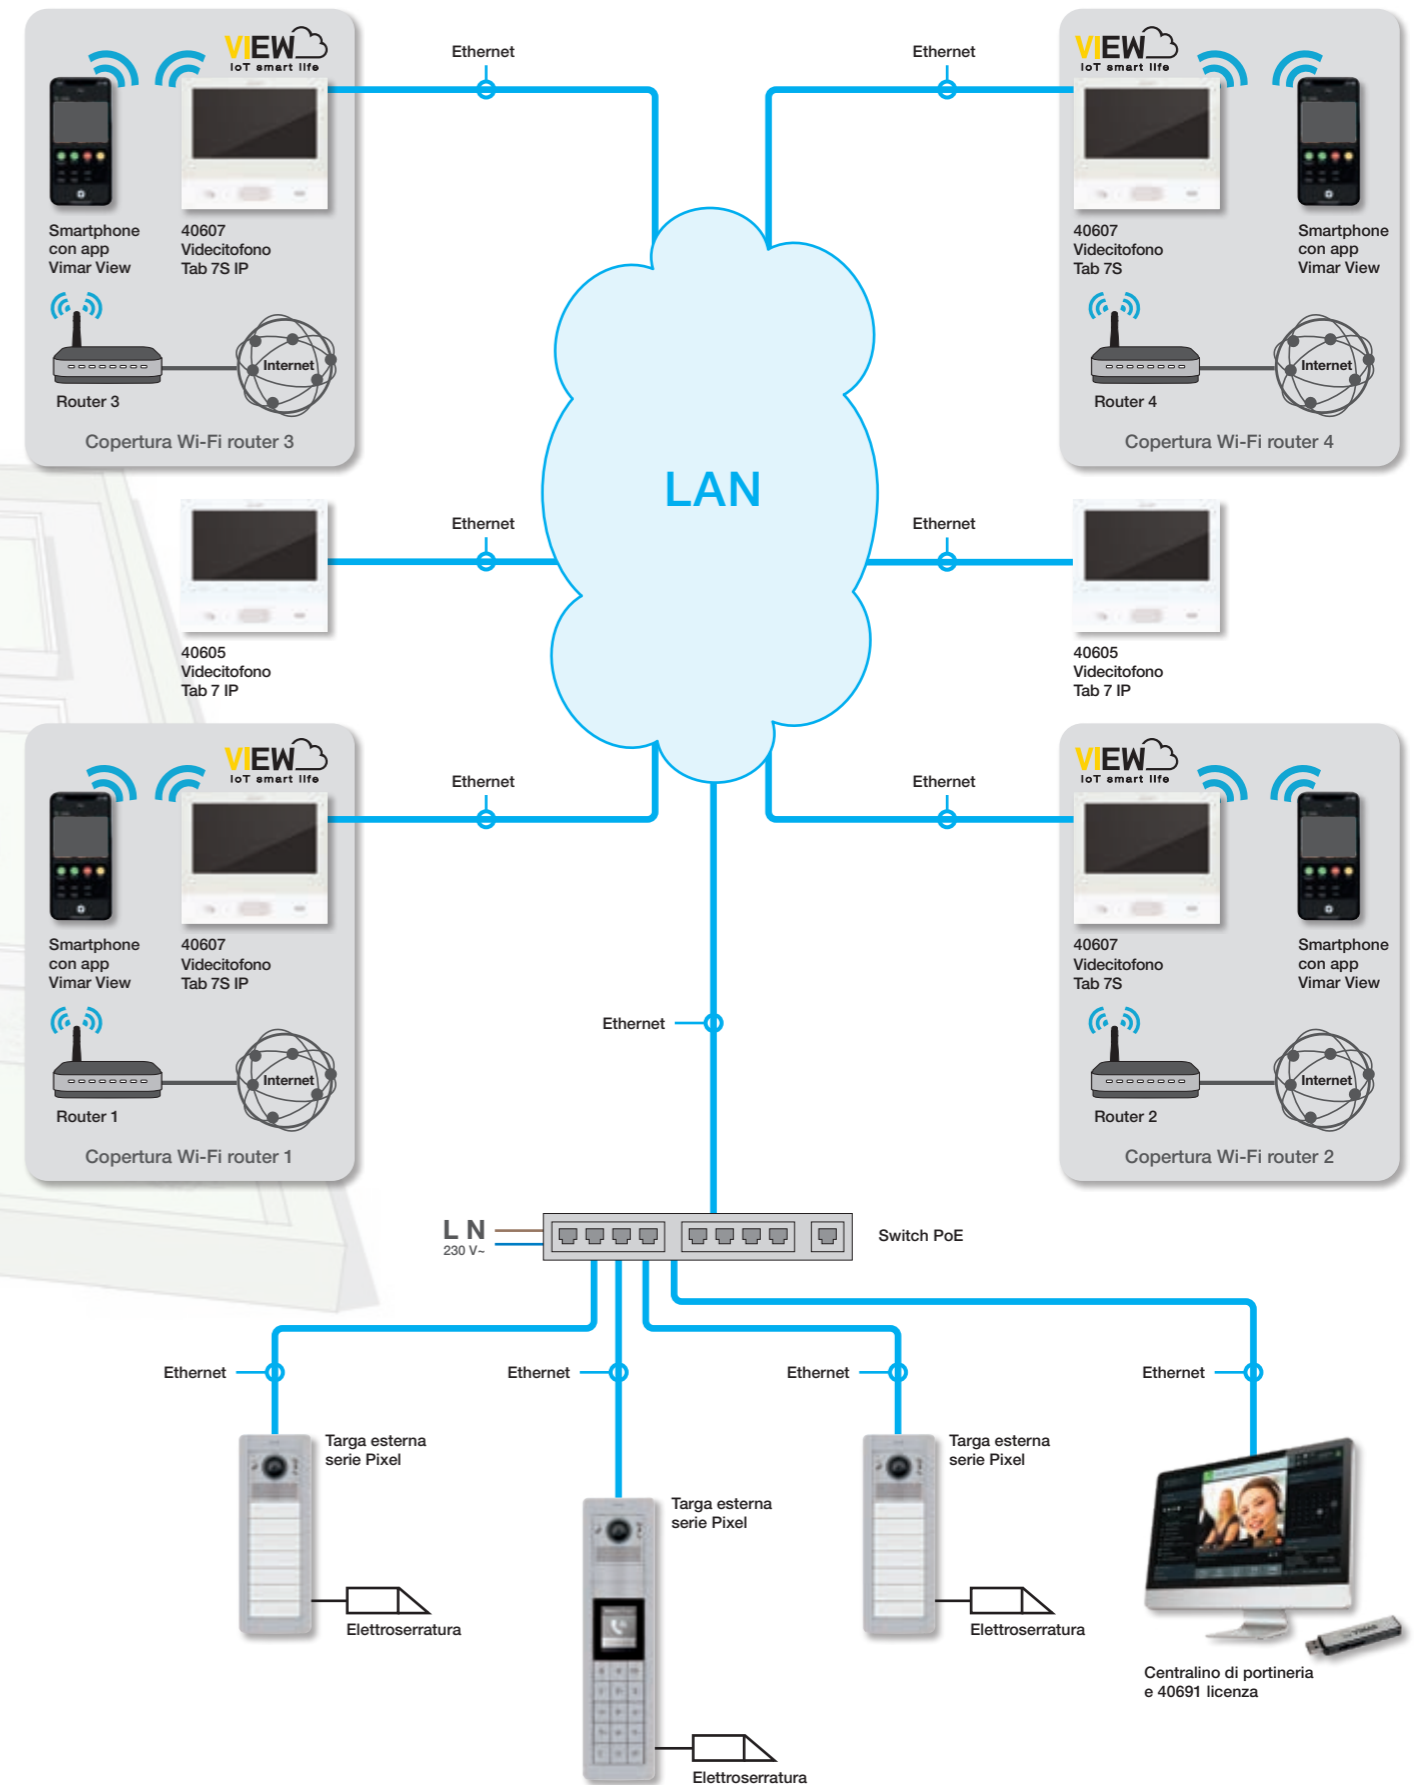 VIEW
IoT smart life
Smartphone
con app
Vimar View
40607
Videcitofono
Tab 7S IP
Internet
Router 3
Copertura Wi-Fi router 3
Ethernet
Ethernet
VIEW
IoT smart life
40607
Videcitofono
Tab 7S
Smartphone
con app
Vimar View
Internet
Router 4
Copertura Wi-Fi router 4
LAN
Ethernet
Ethernet
40605
Videcitofono
Tab 7 IP
40605
Videcitofono
Tab 7 IP
VIEW
IoT smart life
Smartphone
con app
Vimar View
40607
Videcitofono
Tab 7S IP
Internet
Router 1
Copertura Wi-Fi router 1
Ethernet
Ethernet
VIEW
IoT smart life
40607
Videcitofono
Tab 7S
Smartphone
con app
Vimar View
Internet
Router 2
Copertura Wi-Fi router 2
Ethernet
L N
230 V~
Switch PoE
Ethernet
Ethernet
Ethernet
Ethernet
Targa esterna
serie Pixel
Elettroserratura
Targa esterna
serie Pixel
Elettroserratura
Targa esterna
serie Pixel
Elettroserratura
VIMAR
Centralino di portineria
e 40691 licenza